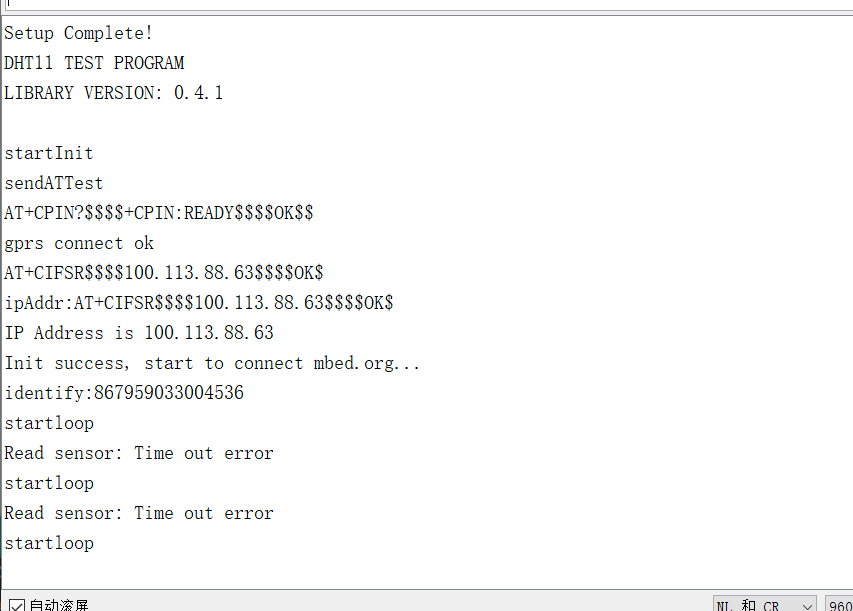 Setup Complete!
DHT11 TEST PROGRAM
LIBRARY VERSION: 0.4.1
startInit
sendATTest
AT+CPIN?$$$$+CPIN:READY$$$$OK$$
gprs connect ok
AT+CIFSR$$$$100.113.88.63$$$$OK$
ipAddr:AT+CIFSR$$$$100.113.88.63$$$$OK$
IP Address is 100.113.88.63
Init success, start to connect mbed.org...
identify:867959033004536
startloop
Read sensor: Time out error
startloop
Read sensor: Time out error
startloop
自动滚屏
NL 和 CR
960